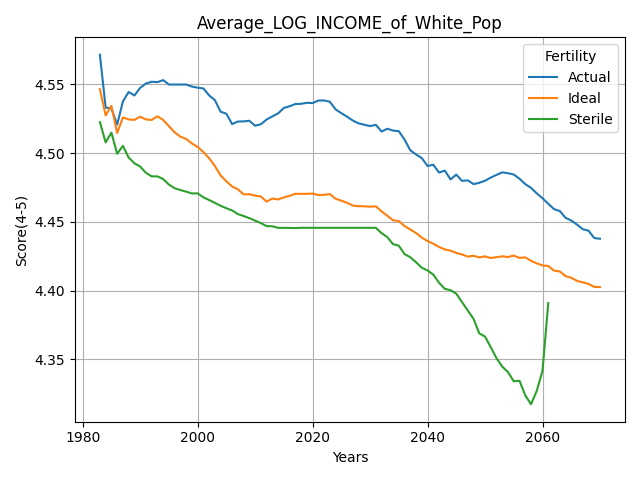 Average_LOG_INCOME_of_White_Pop
Fertility
Actual
Ideal
Sterile
Score(4-5)
4.55
4.50
4.45
4.40
4.35
1980
2000
2020
2040
2060
Years